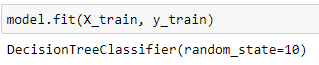 model.fit(X_train, y_train)
DecisionTreeClassifier(random_state=10)